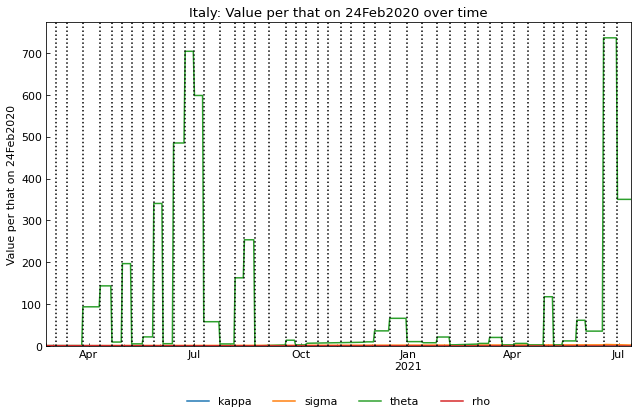 Italy: Value per that on 24Feb2020 over time
Value per that on 24Feb2020
700
600
500
400
300
200
100
0
Apr Jul Oct Jan Apr Jul
2021
kappa sigma theta rho